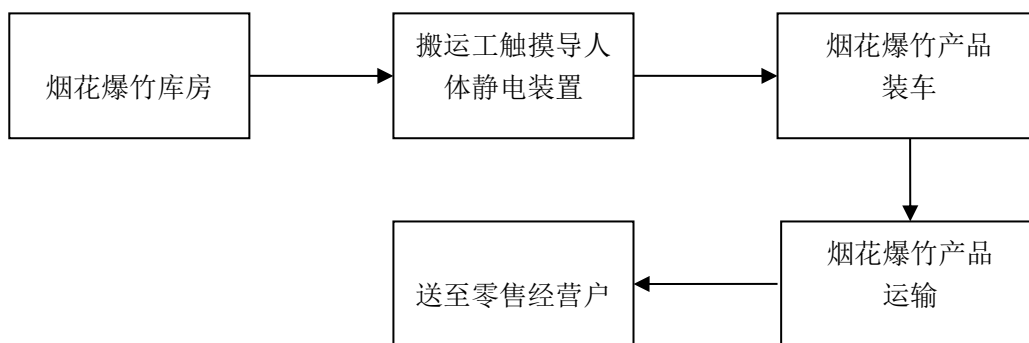 烟花爆竹库房
搬运工触摸导人
体静电装置
烟花爆竹产品
装车
烟花爆竹产品
运输
送至零售经营户